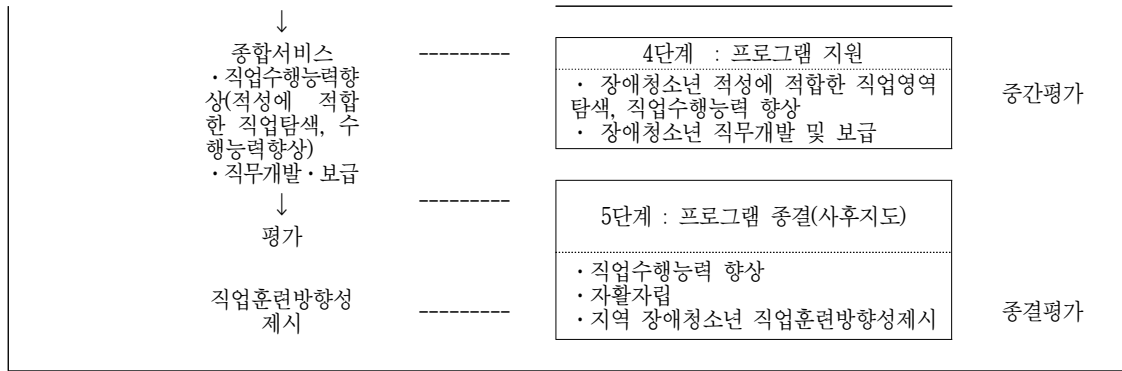 ↓
종합서비스
・직업수행능력향
상(적성에 적합
한 직업탐색, 수
행능력향상)
・직무개발・보급
↓
평가
직업훈련방향성
제시
---------
---------
---------
4단계 : 프로그램 지원
・ 장애청소년 적성에 적합한 직업영역
탐색, 직업수행능력 향상
・ 장애청소년 직무개발 및 보급
5단계 : 프로그램 종결(사후지도)
・직업수행능력 향상
・자활자립
・지역 장애청소년 직업훈련방향성제시
중간평가
종결평가